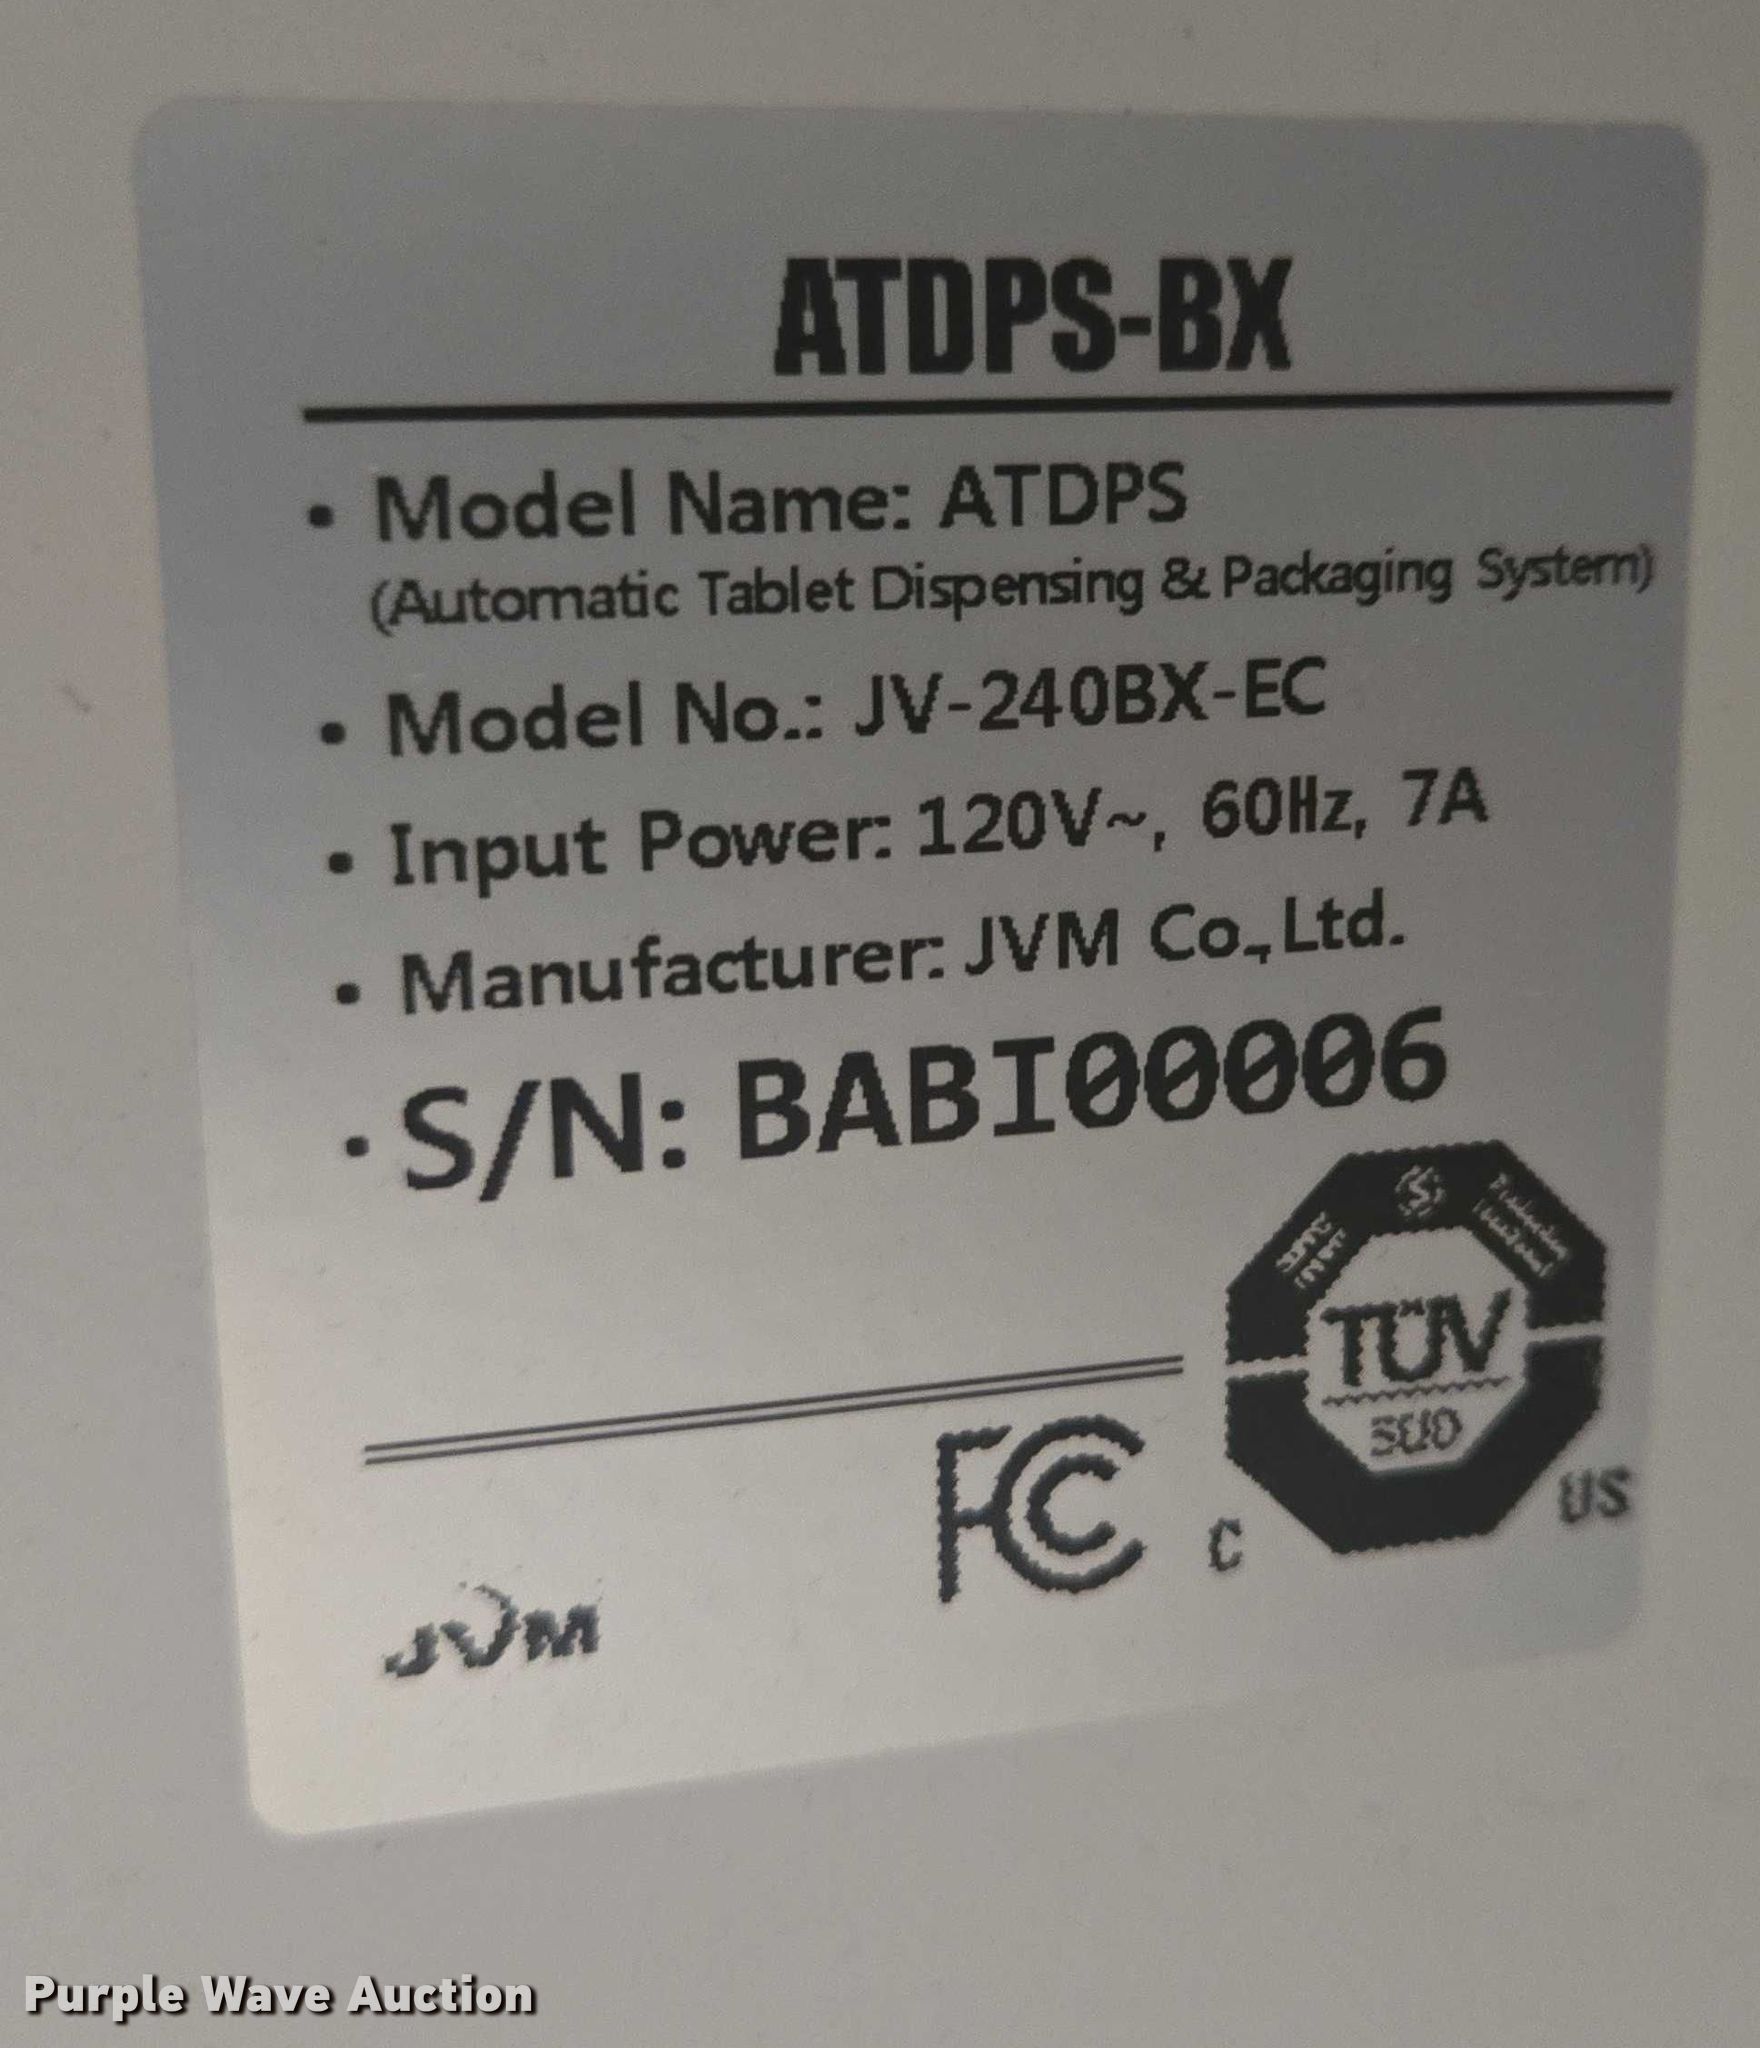 ATDPS-BX
• Model Name: ATDPS
(Automatic Tablet Dispensing & Packaging System)
• Model No.: JV-240BX-EC
• Input Power: 120V~, 60Hz, 7A
• Manufacturer: JVM Co.,Ltd.
• S/N: BABI00006
TÜV
SUD
C US
FC
JVM
Purple Wave Auction